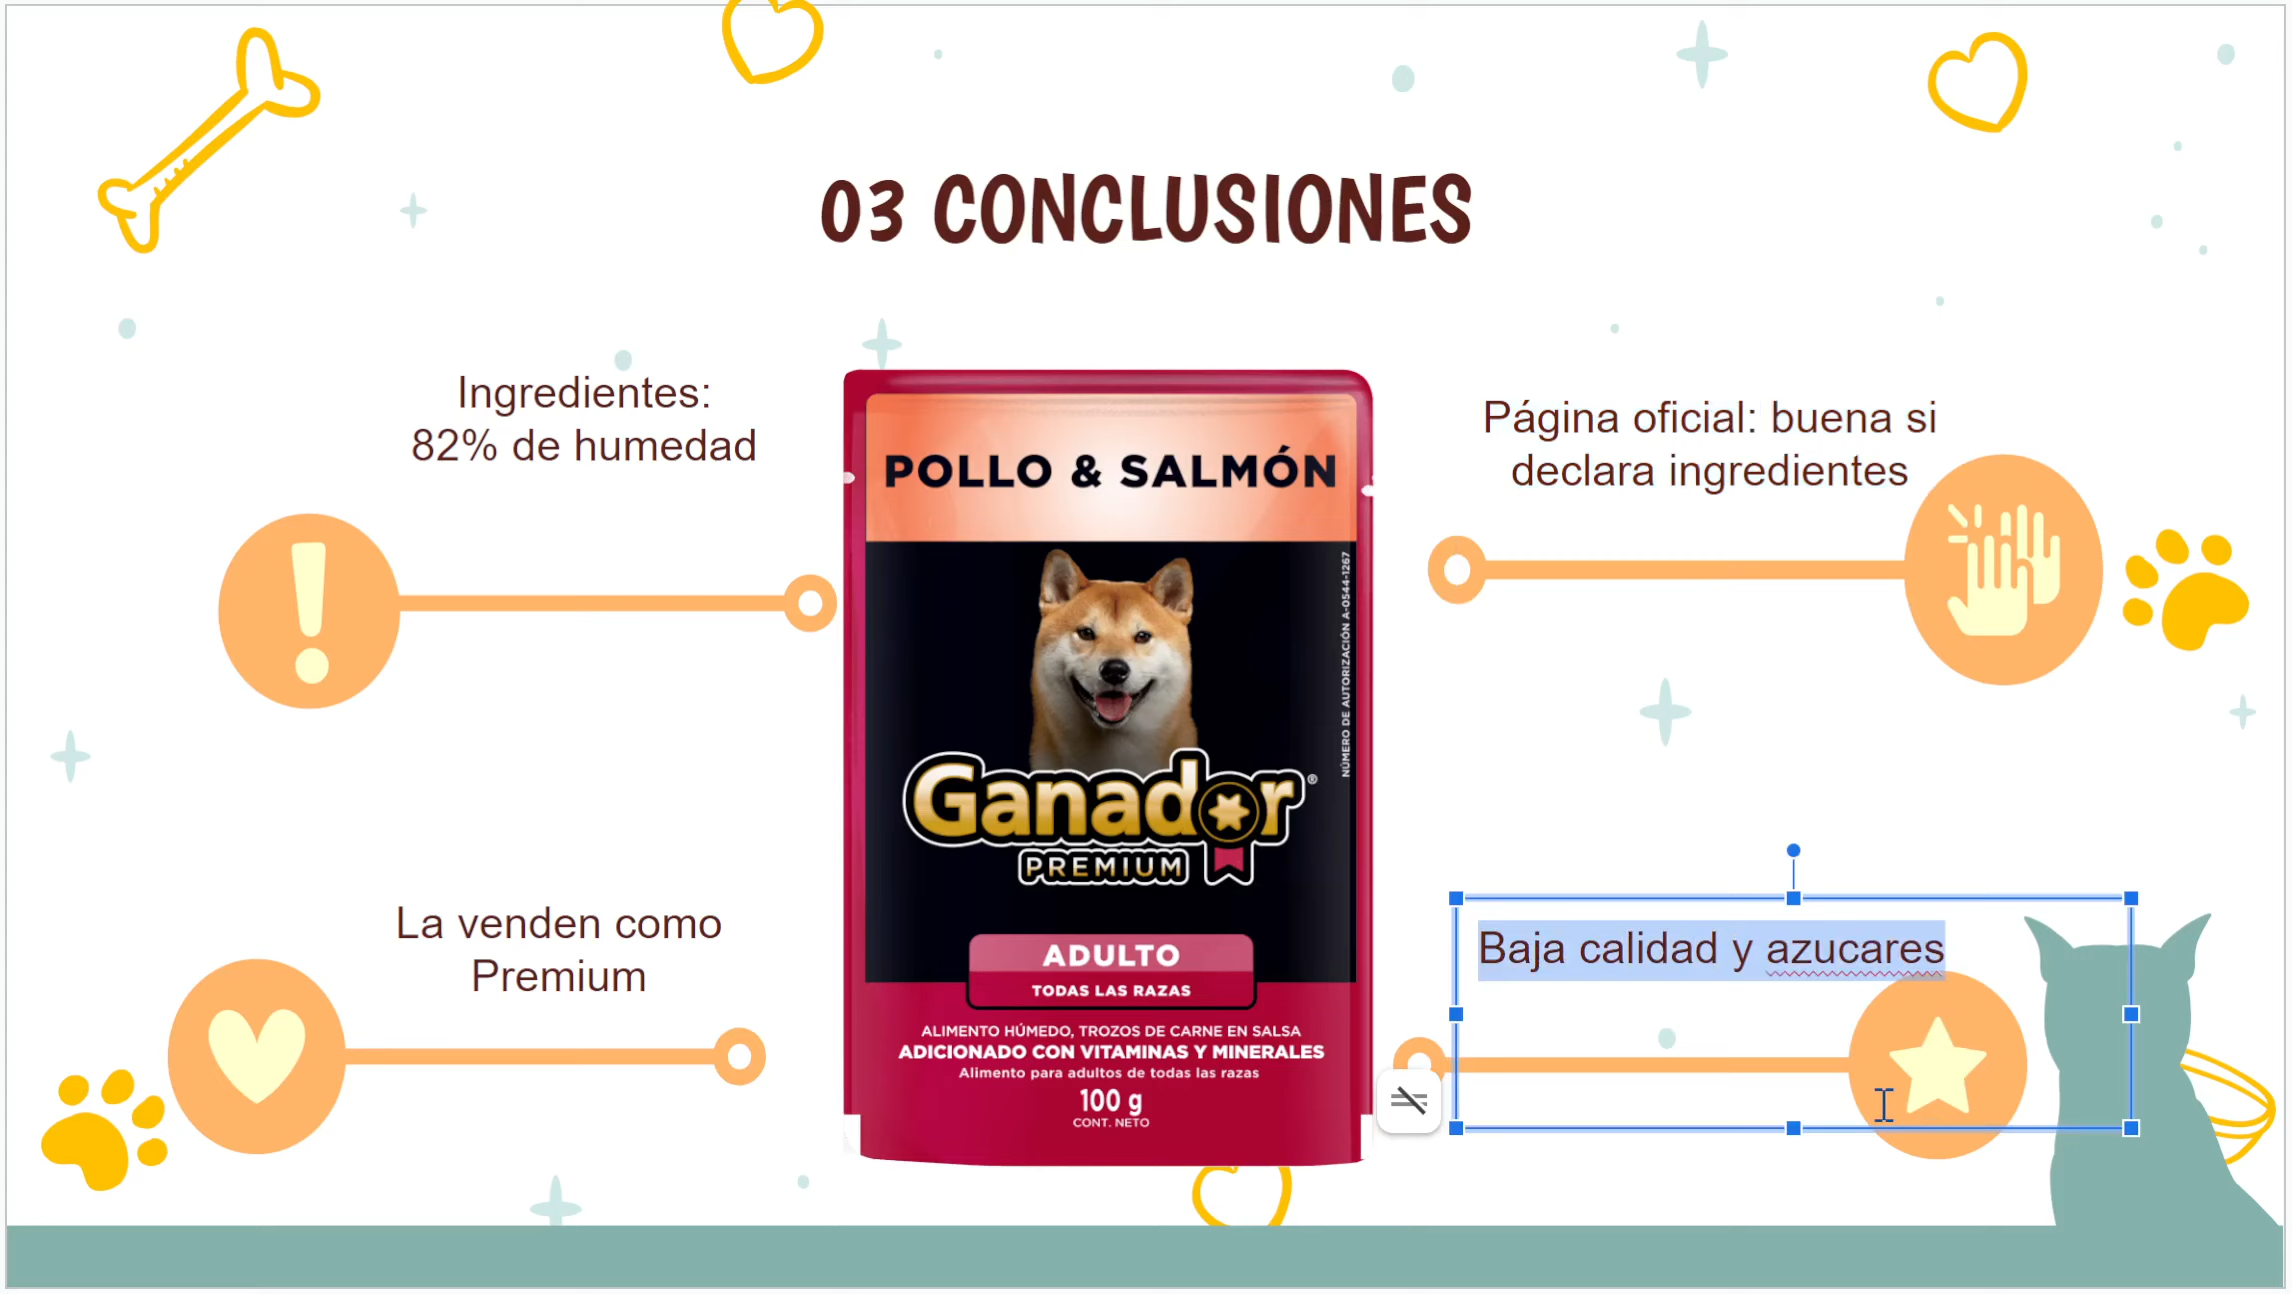 03 CONCLUSIONES
Ingredientes:
82% de humedad
Página oficial: buena si
declara ingredientes
POLLO & SALMÓN
NÚMERO DE AUTORIZACIÓN A-0544-1267
Ganador®
PREMIUM
La venden como
Premium
Baja calidad y azucares
ADULTO
TODAS LAS RAZAS
ALIMENTO HÚMEDO, TROZOS DE CARNE EN SALSA
ADICIONADO CON VITAMINAS Y MINERALES
Alimento para adultos de todas las razas
100 g
CONT. NETO